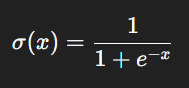 σ(x) = 1 / (1 + e^{-x})